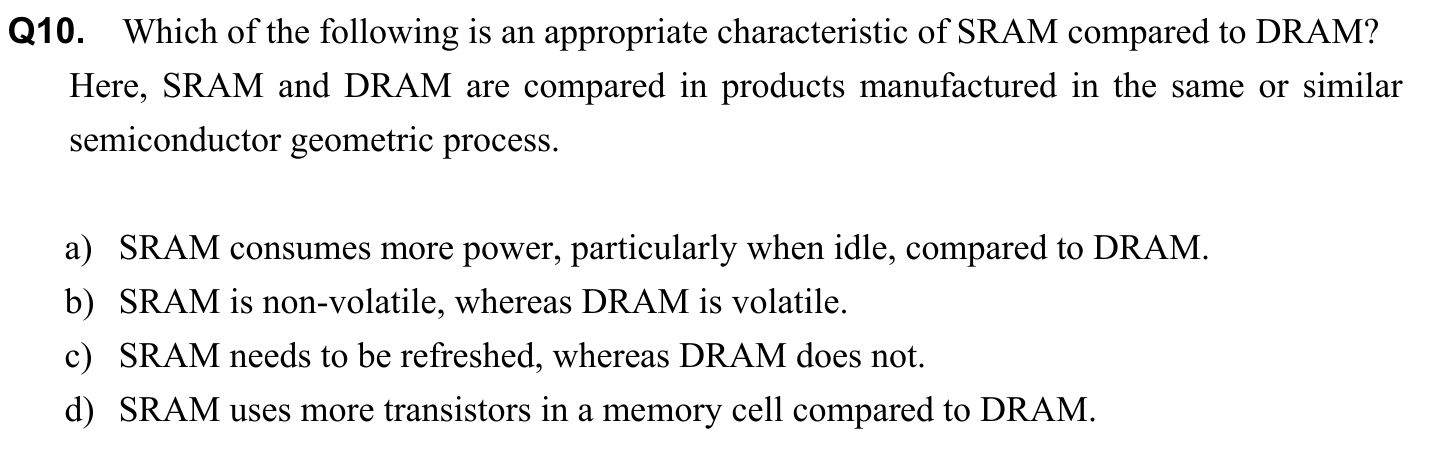 Q10. Which of the following is an appropriate characteristic of SRAM compared to DRAM?
Here, SRAM and DRAM are compared in products manufactured in the same or similar
semiconductor geometric process.
a) SRAM consumes more power, particularly when idle, compared to DRAM.
b) SRAM is non-volatile, whereas DRAM is volatile.
c) SRAM needs to be refreshed, whereas DRAM does not.
d) SRAM uses more transistors in a memory cell compared to DRAM.